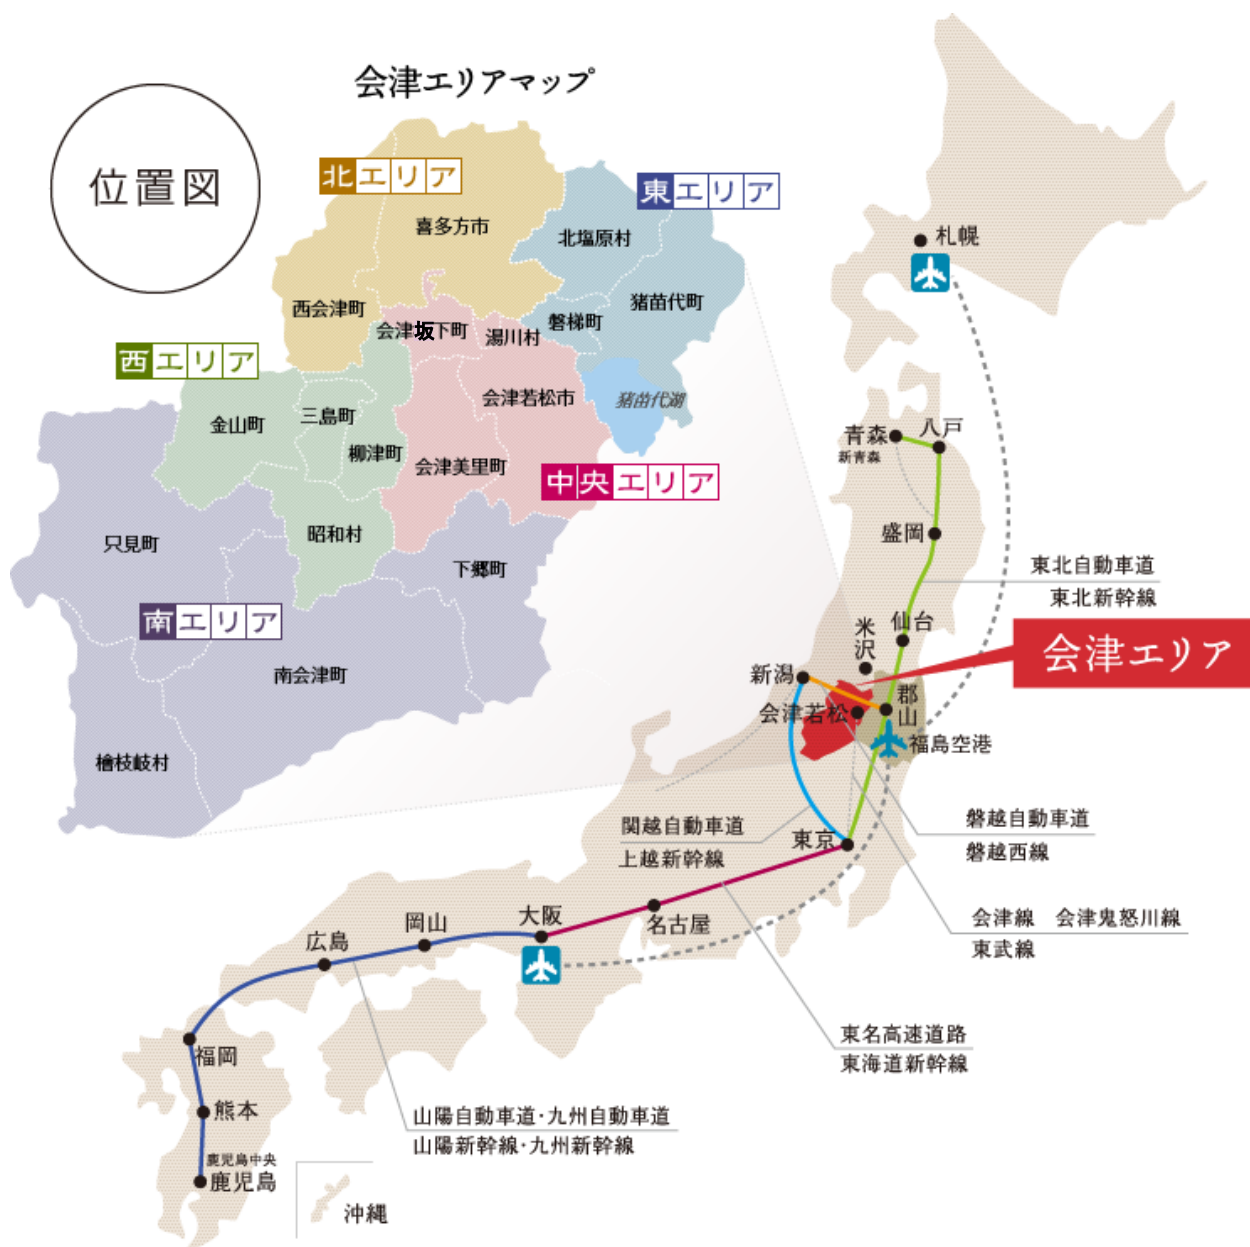 会津エリアマップ
位置図
北エリア
東エリア
喜多方市
北塩原村
西会津町
猪苗代町
会津坂下町
湯川村
磐梯町
西エリア
金山町
三島町
会津若松市
猪苗代湖
柳津町
会津美里町
中央エリア
只見町
昭和村
下郷町
南エリア
南会津町
檜枝岐村
札幌
青森
新青森
八戸
盛岡
東北自動車道
東北新幹線
仙台
米沢
会津エリア
新潟
郡山
会津若松
福島空港
関越自動車道
上越新幹線
東京
磐越自動車道
磐越西線
会津線 会津鬼怒川線
東武線
名古屋
大阪
岡山
広島
東名高速道路
東海道新幹線
福岡
熊本
山陽自動車道・九州自動車道
山陽新幹線・九州新幹線
鹿児島中央
鹿児島
沖縄